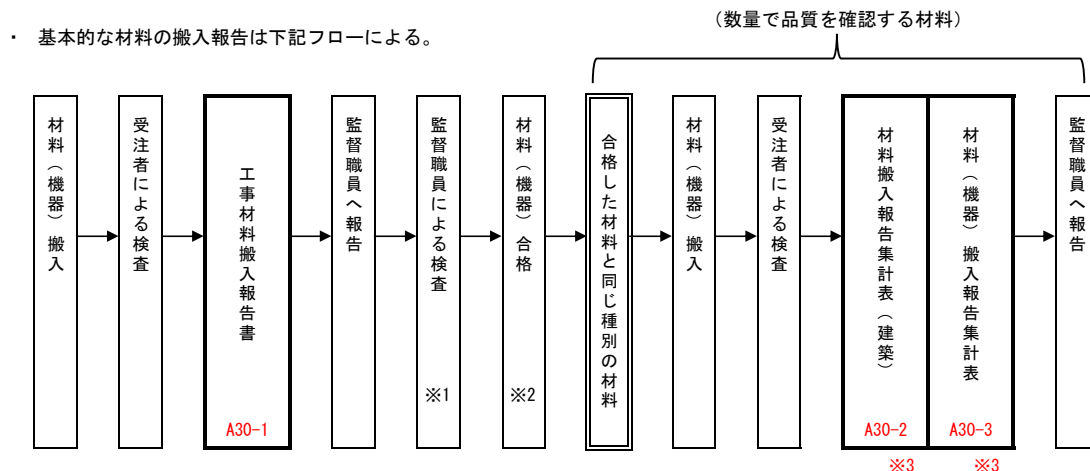 （数量で品質を確認する材料）
・　基本的な材料の搬入報告は下記フローによる。
材料（機器）搬入
受注者による検査
工事材料搬入報告書
A30-1
監督職員へ報告
監督職員による検査
※1
材料（機器）合格
※2
合格した材料と同じ種別の材料
材料（機器）搬入
受注者による検査
材料搬入報告集計表（建築）
A30-2
※3
材料（機器）搬入報告集計表
A30-3
※3
監督職員へ報告